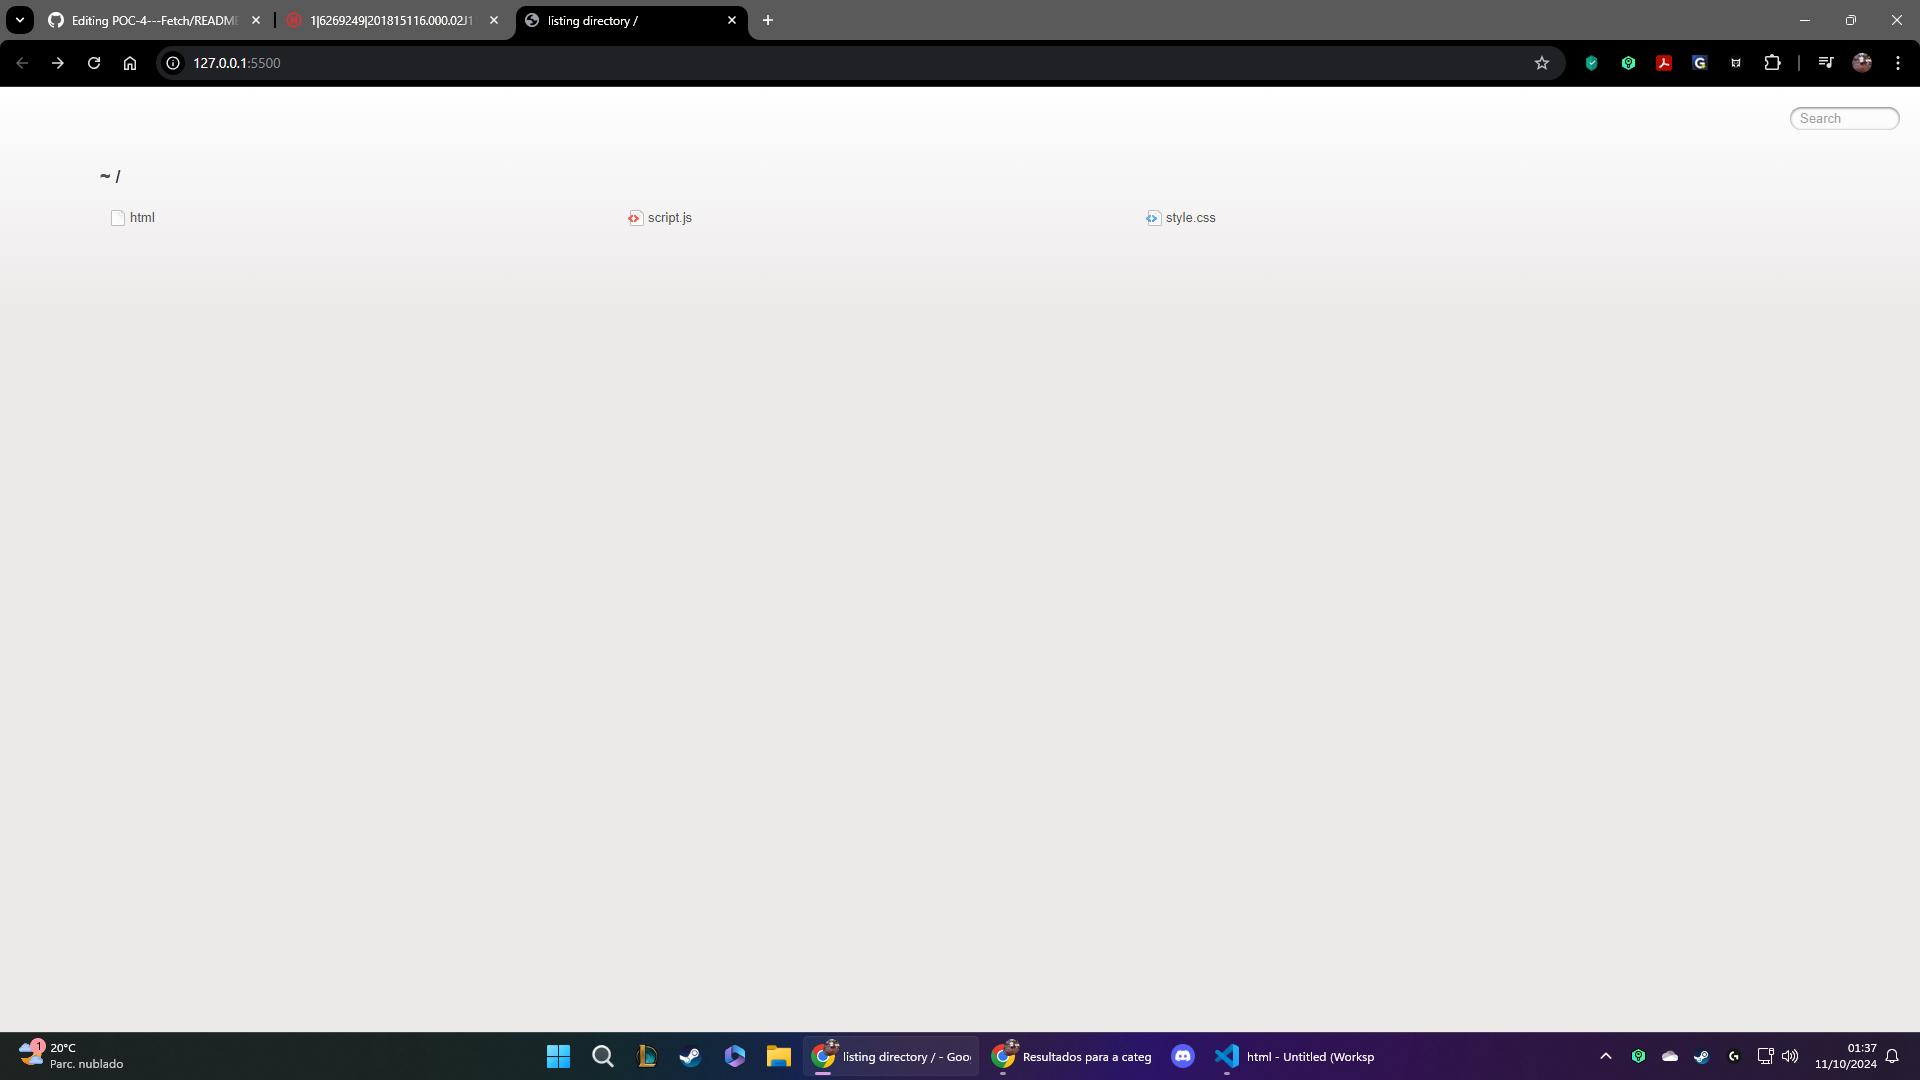 Editing POC-4---Fetch/README
1|6269249|201815116.000.02J1
listing directory /
127.0.0.1:5500
Search
~ /
html
script.js
style.css
1
20°C
Parc. nublado
listing directory / - Goo
Resultados para a categ
html - Untitled (Worksp
01:37
11/10/2024